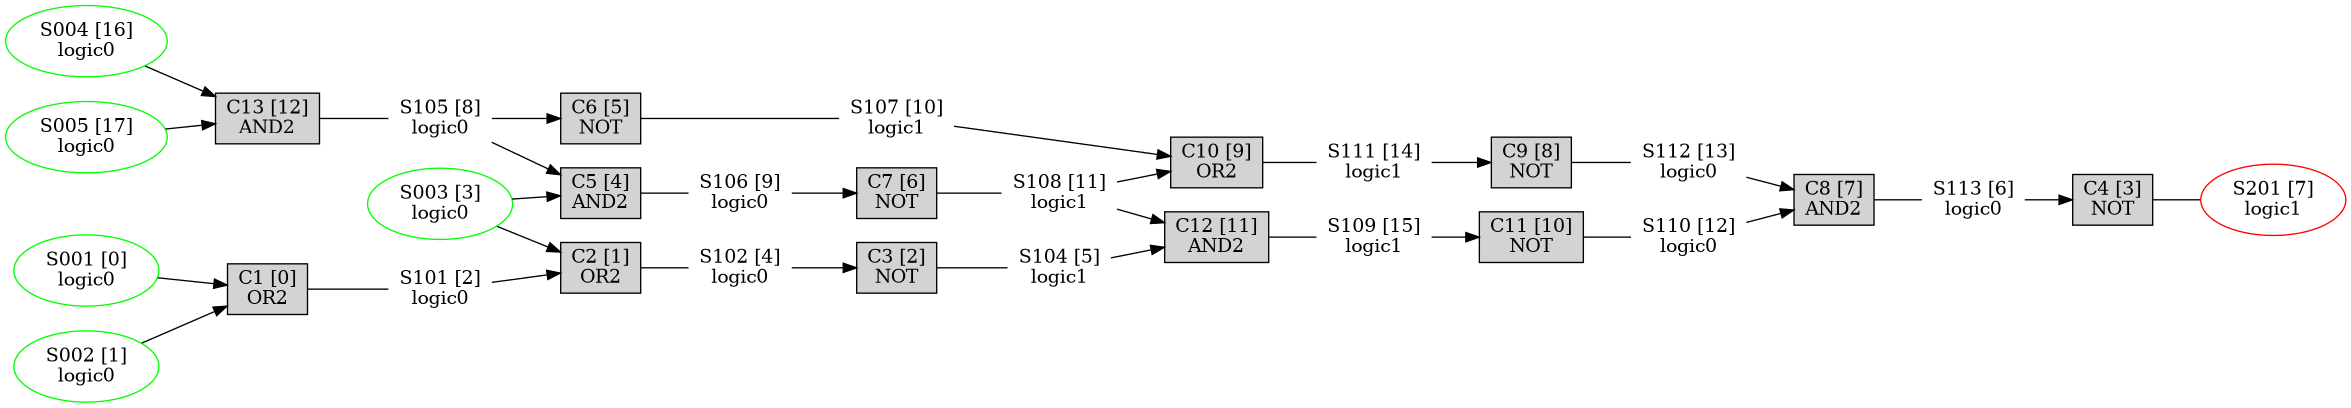 S004 [16]
logic0
S005 [17]
logic0
S001 [0]
logic0
S002 [1]
logic0
C13 [12]
AND2
C1 [0]
OR2
S105 [8]
logic0
S003 [3]
logic0
S101 [2]
logic0
C6 [5]
NOT
C5 [4]
AND2
C2 [1]
OR2
S106 [9]
logic0
S102 [4]
logic0
S107 [10]
logic1
C7 [6]
NOT
C3 [2]
NOT
S108 [11]
logic1
S104 [5]
logic1
C10 [9]
OR2
C12 [11]
AND2
S111 [14]
logic1
S109 [15]
logic1
C9 [8]
NOT
C11 [10]
NOT
S112 [13]
logic0
S110 [12]
logic0
C8 [7]
AND2
S113 [6]
logic0
C4 [3]
NOT
S201 [7]
logic1